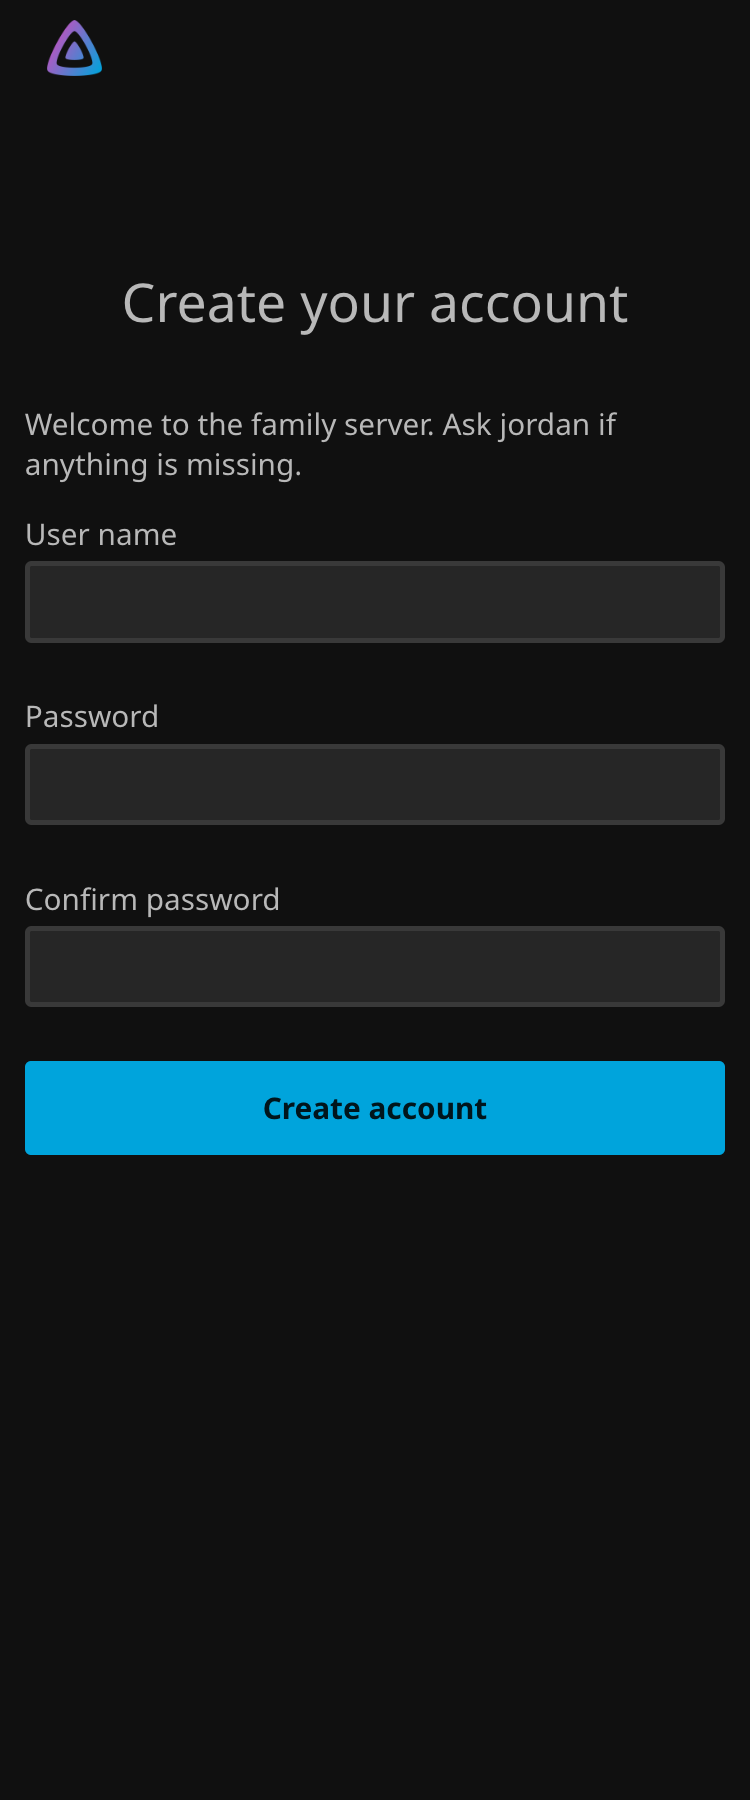 Create your account
Welcome to the family server. Ask jordan if
anything is missing.
User name
Password
Confirm password
Create account